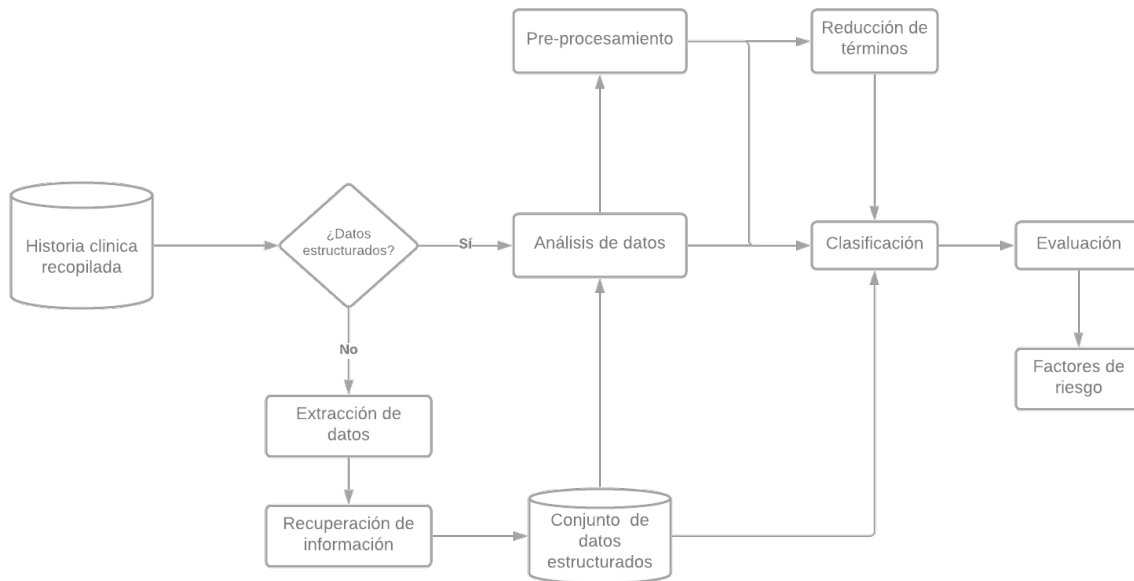 Pre-procesamiento
Reducción de
términos
Historia clinica
recopilada
¿Datos
estructurados?
Sí
Análisis de datos
Clasificación
Evaluación
No
Factores de
riesgo
Extracción de
datos
Recuperación de
información
Conjunto de
datos
estructurados